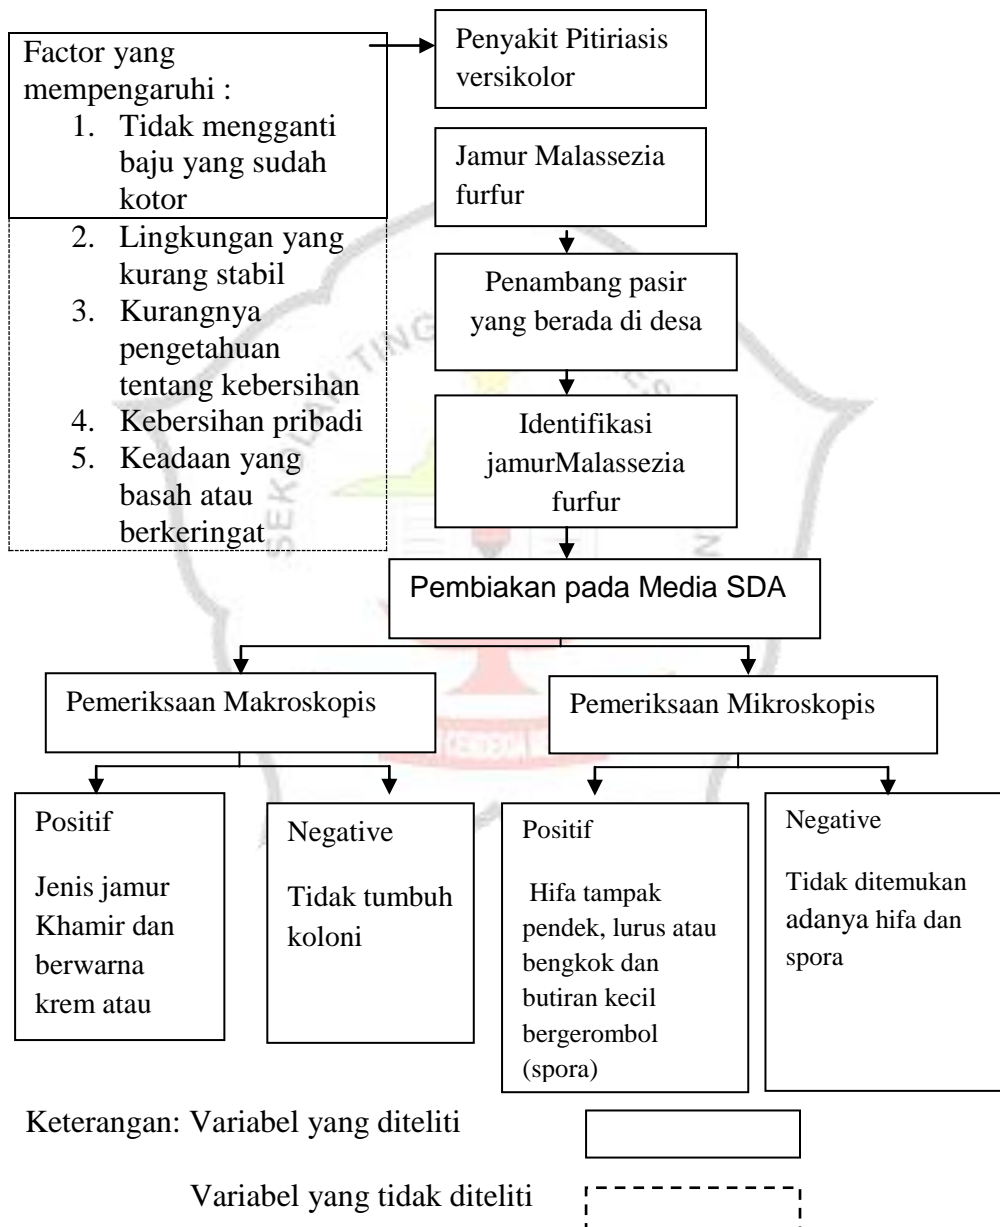 Factor yang
mempengaruhi :
1. Tidak mengganti
baju yang sudah
kotor
2. Lingkungan yang
kurang stabil
3. Kurangnya
pengetahuan
tentang kebersihan
4. Kebersihan pribadi
5. Keadaan yang
basah atau
berkeringat
Penyakit Pitiriasis
versikolor
Jamur Malassezia
furfur
Penambang pasir
yang berada di desa
Identifikasi
jamurMalassezia
furfur
Pembiakan pada Media SDA
Pemeriksaan Makroskopis
Pemeriksaan Mikroskopis
Positif
Jenis jamur
Khamir dan
berwarna
krem atau
Negative
Tidak tumbuh
koloni
Positif
Hifa tampak
pendek, lurus atau
bengkok dan
butiran kecil
bergerombol
(spora)
Negative
Tidak ditemukan
adanya hifa dan
spora
Keterangan: Variabel yang diteliti
Variabel yang tidak diteliti